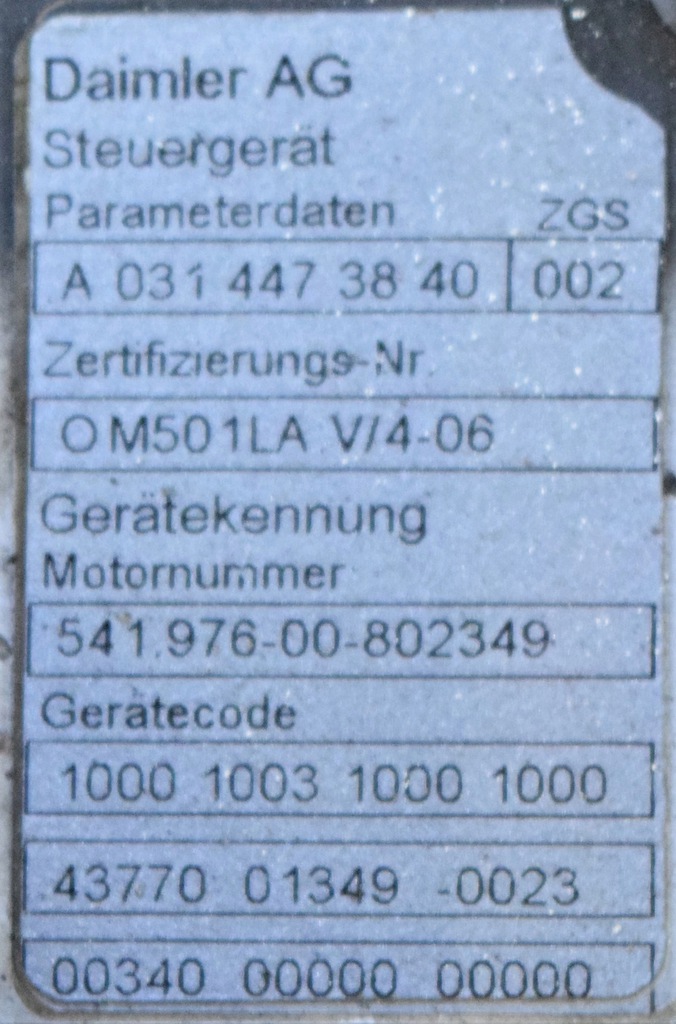 Daimler AG
Steuergerät
Parameterdaten ZGS
A 031 447 38 40 002
Zertifizierungs-Nr.
OM501LA V/4-06
Gerätekennung
Motornummer
541.976-00-802349
Gerätecode
1000 1003 1000 1000
43770 01349 -0023
00340 00000 00000